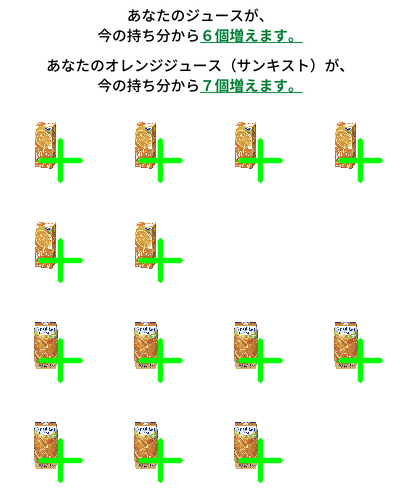 あなたのジュースが、
今の持ち分から６個増えます。
あなたのオレンジジュース（サンキスト）が、
今の持ち分から７個増えます。